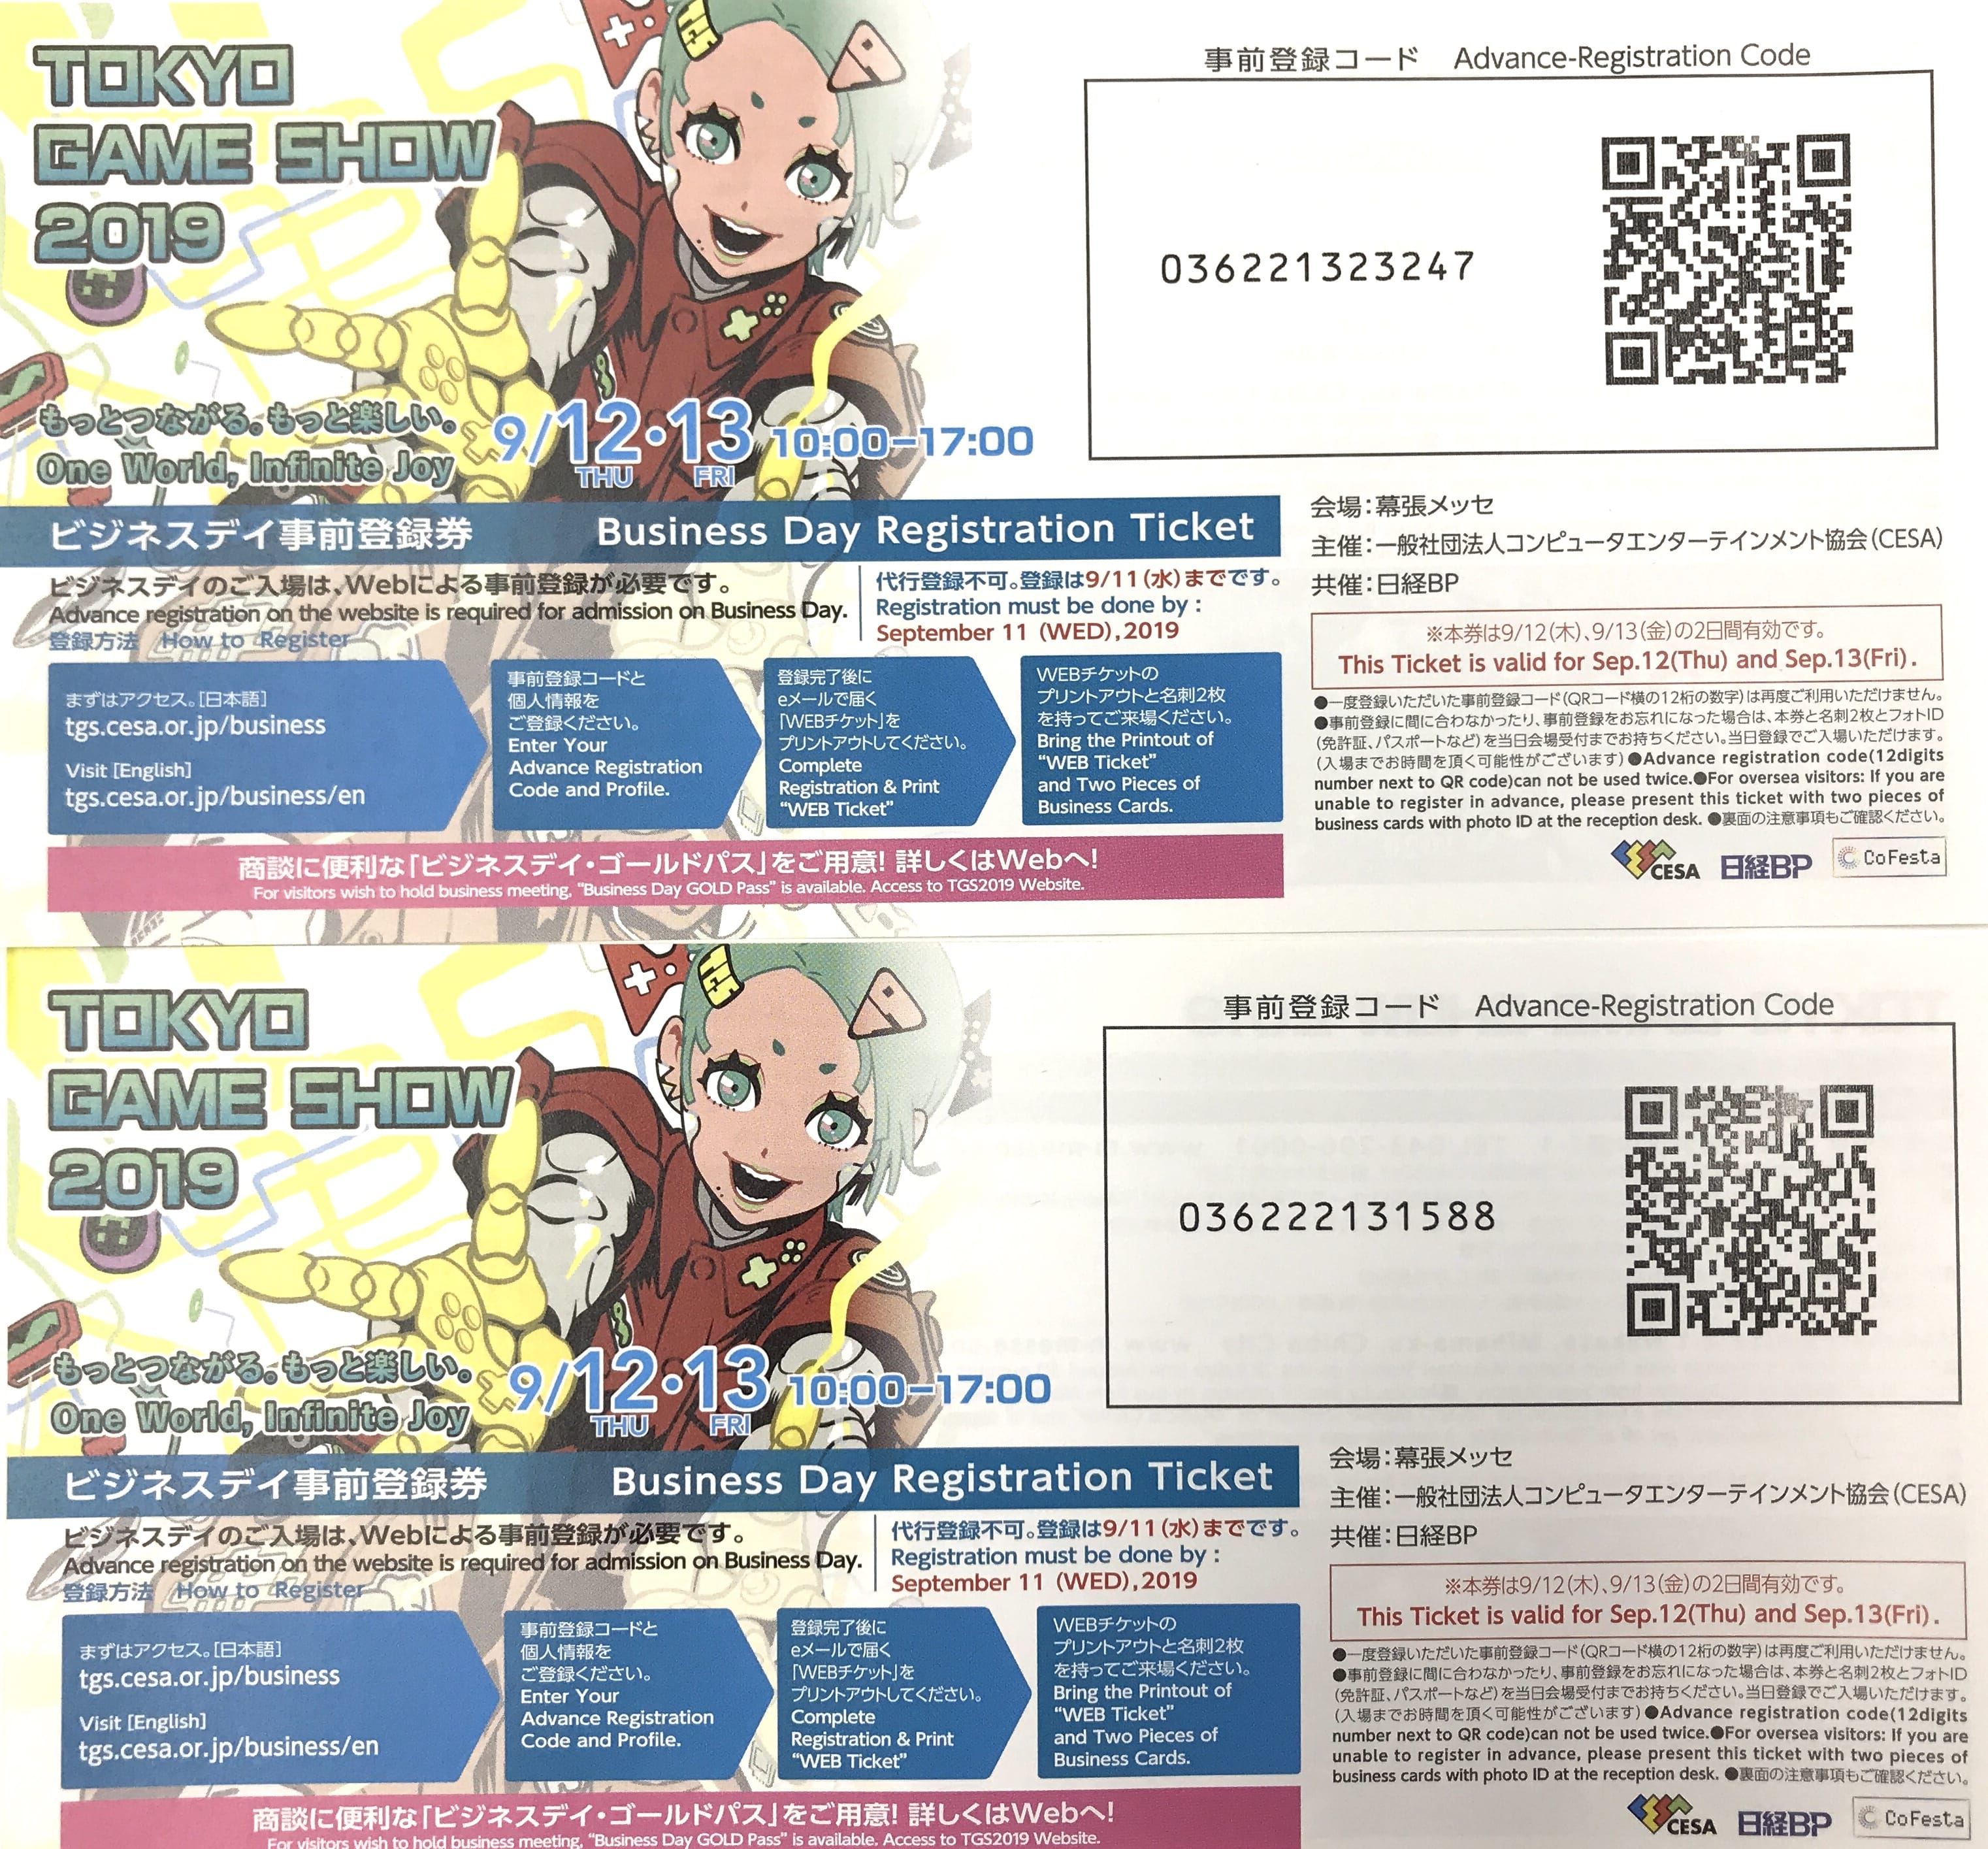 TOKYO
GAME SHOW
2019
もっとつながる。もっと楽しい。
One World, Infinite Joy
9/12・13 10:00-17:00
THU FRI
事前登録コード Advance-Registration Code
036221323247
ビジネスデイ事前登録券 Business Day Registration Ticket
ビジネスデイのご入場は、Webによる事前登録が必要です。
Advance registration on the website is required for admission on Business Day.
登録方法 How to Register
代行登録不可。登録は9/11(水)までです。
Registration must be done by :
September 11 (WED),2019
まずはアクセス。[日本語]
tgs.cesa.or.jp/business
Visit [English]
tgs.cesa.or.jp/business/en
事前登録コードと
個人情報を
ご登録ください。
Enter Your
Advance Registration
Code and Profile.
登録完了後に
eメールで届く
「WEBチケット」を
プリントアウトしてください。
Complete
Registration & Print
“WEB Ticket”
WEBチケットの
プリントアウトと名刺2枚
を持ってご来場ください。
Bring the Printout of
“WEB Ticket”
and Two Pieces of
Business Cards.
商談に便利な「ビジネスデイ・ゴールドパス」をご用意! 詳しくはWebへ!
For visitors wish to hold business meeting, “Business Day GOLD Pass” is available. Access to TGS2019 Website.
会場:幕張メッセ
主催:一般社団法人コンピュータエンターテインメント協会(CESA)
共催:日経BP
※本券は9/12(木)、9/13(金)の2日間有効です。
This Ticket is valid for Sep.12(Thu) and Sep.13(Fri).
●一度登録いただいた事前登録コード(QRコード横の12桁の数字)は再度ご利用いただけません。
●事前登録に間に合わなかったり、事前登録をお忘れになった場合は、本券と名刺2枚とフォトID
(免許証、パスポートなど)を当日会場受付までお持ちください。当日登録でご入場いただけます。
(入場までお時間を頂く可能性がございます)●Advance registration code(12digits
number next to QR code)can not be used twice.●For oversea visitors: If you are
unable to register in advance, please present this ticket with two pieces of
business cards with photo ID at the reception desk. ●裏面の注意事項もご確認ください。
CESA 日経BP CoFesta
TOKYO
GAME SHOW
2019
もっとつながる。もっと楽しい。
One World, Infinite Joy
9/12・13 10:00-17:00
THU FRI
事前登録コード Advance-Registration Code
036222131588
ビジネスデイ事前登録券 Business Day Registration Ticket
ビジネスデイのご入場は、Webによる事前登録が必要です。
Advance registration on the website is required for admission on Business Day.
登録方法 How to Register
代行登録不可。登録は9/11(水)までです。
Registration must be done by :
September 11 (WED),2019
まずはアクセス。[日本語]
tgs.cesa.or.jp/business
Visit [English]
tgs.cesa.or.jp/business/en
事前登録コードと
個人情報を
ご登録ください。
Enter Your
Advance Registration
Code and Profile.
登録完了後に
eメールで届く
「WEBチケット」を
プリントアウトしてください。
Complete
Registration & Print
“WEB Ticket”
WEBチケットの
プリントアウトと名刺2枚
を持ってご来場ください。
Bring the Printout of
“WEB Ticket”
and Two Pieces of
Business Cards.
商談に便利な「ビジネスデイ・ゴールドパス」をご用意! 詳しくはWebへ!
For visitors wish to hold business meeting, “Business Day GOLD Pass” is available. Access to TGS2019 Website.
会場:幕張メッセ
主催:一般社団法人コンピュータエンターテインメント協会(CESA)
共催:日経BP
※本券は9/12(木)、9/13(金)の2日間有効です。
This Ticket is valid for Sep.12(Thu) and Sep.13(Fri).
●一度登録いただいた事前登録コード(QRコード横の12桁の数字)は再度ご利用いただけません。
●事前登録に間に合わなかったり、事前登録をお忘れになった場合は、本券と名刺2枚とフォトID
(免許証、パスポートなど)を当日会場受付までお持ちください。当日登録でご入場いただけます。
(入場までお時間を頂く可能性がございます)●Advance registration code(12digits
number next to QR code)can not be used twice.●For oversea visitors: If you are
unable to register in advance, please present this ticket with two pieces of
business cards with photo ID at the reception desk. ●裏面の注意事項もご確認ください。
CESA 日経BP CoFesta